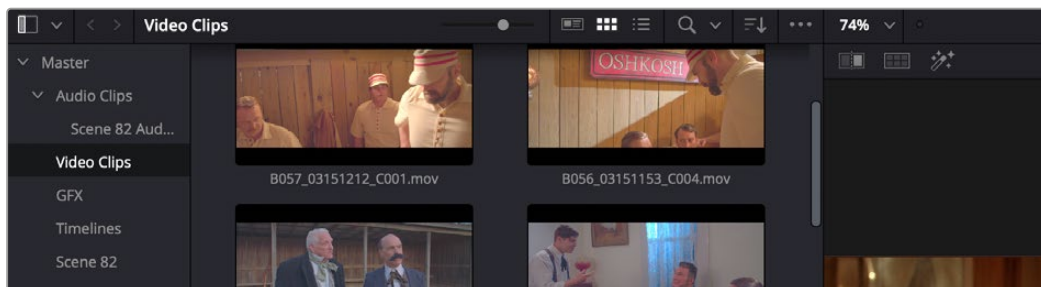 Video Clips
74%
Master
Audio Clips
Scene 82 Aud...
Video Clips
GFX
Timelines
Scene 82
OSHKOSH
B057_03151212_C001.mov
B056_03151153_C004.mov